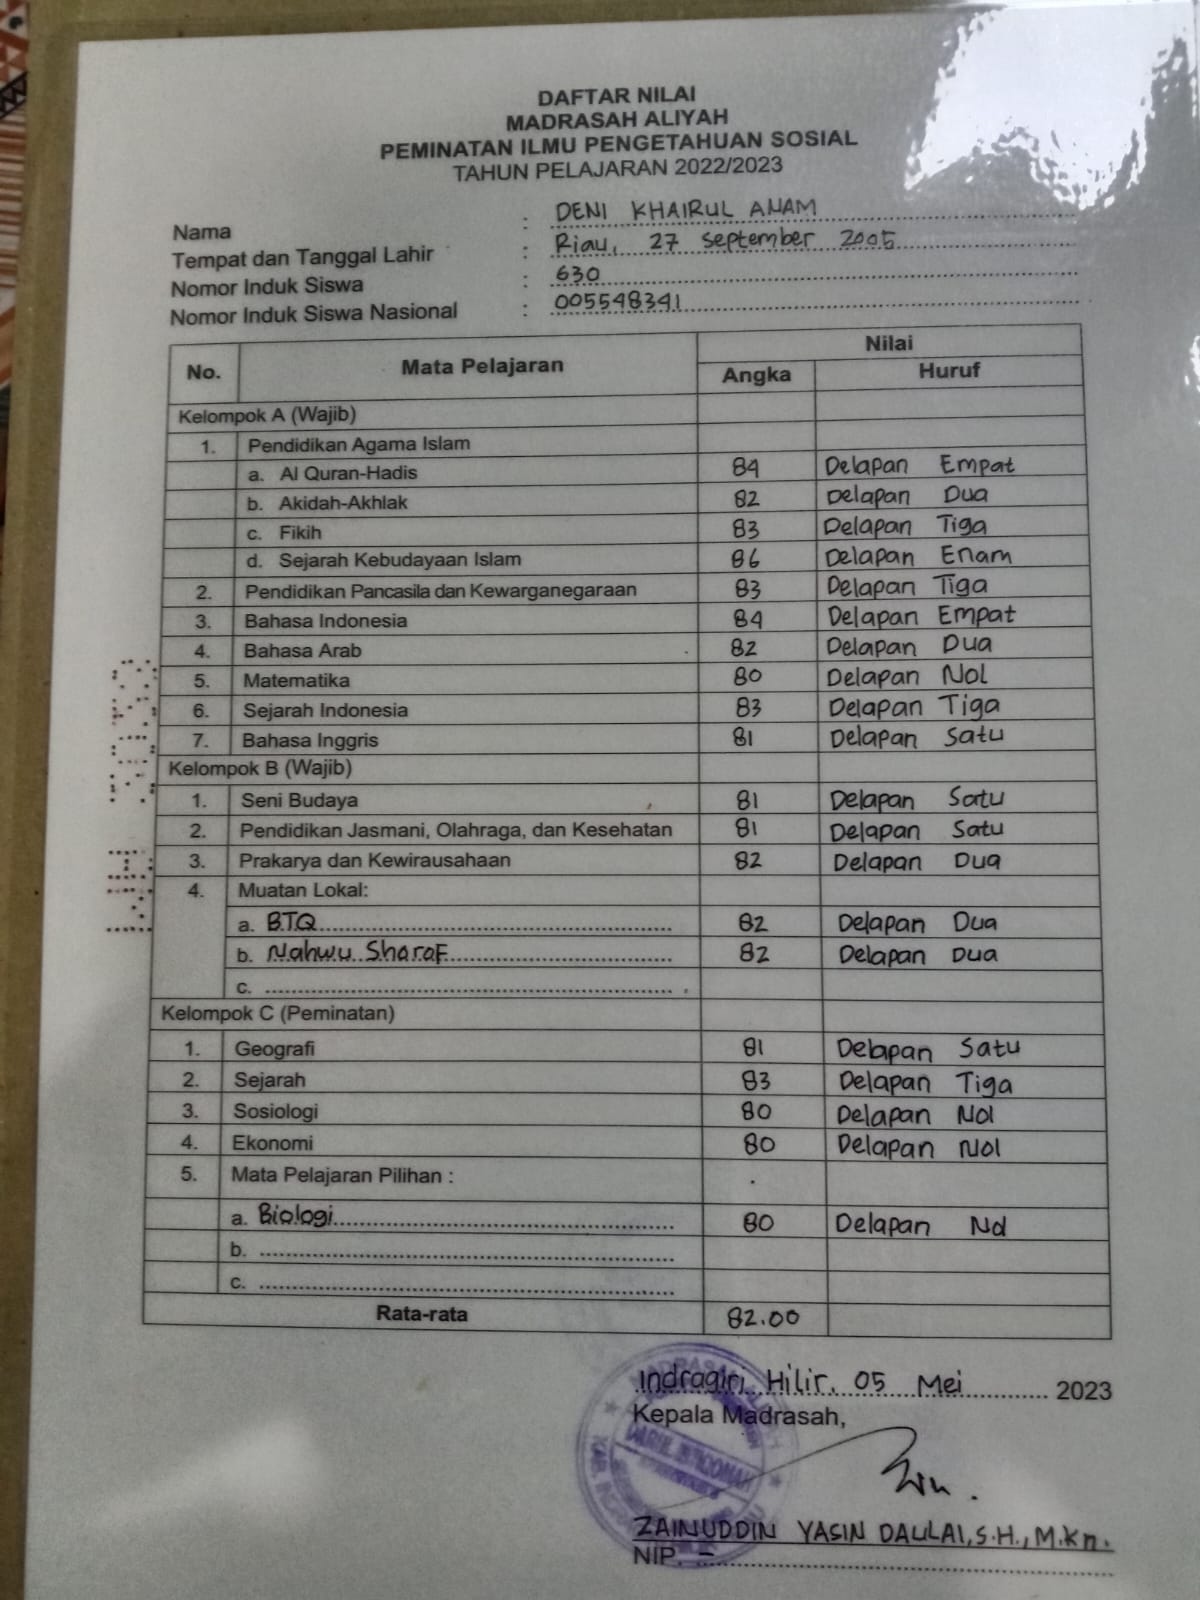 DAFTAR NILAI
MADRASAH ALIYAH
PEMINATAN ILMU PENGETAHUAN SOSIAL
TAHUN PELAJARAN 2022/2023
Nama : DENI KHAIRUL ANAM
Tempat dan Tanggal Lahir : Riau, 27 September 2005
Nomor Induk Siswa : 630
Nomor Induk Siswa Nasional : 005548341
No. Mata Pelajaran Nilai
Angka Huruf
Kelompok A (Wajib)
1. Pendidikan Agama Islam
a. Al Quran-Hadis 84 Delapan Empat
b. Akidah-Akhlak 82 Delapan Dua
c. Fikih 83 Delapan Tiga
d. Sejarah Kebudayaan Islam 86 Delapan Enam
2. Pendidikan Pancasila dan Kewarganegaraan 83 Delapan Tiga
3. Bahasa Indonesia 84 Delapan Empat
4. Bahasa Arab 82 Delapan Dua
5. Matematika 80 Delapan Nol
6. Sejarah Indonesia 83 Delapan Tiga
7. Bahasa Inggris 81 Delapan Satu
Kelompok B (Wajib)
1. Seni Budaya 81 Delapan Satu
2. Pendidikan Jasmani, Olahraga, dan Kesehatan 81 Delapan Satu
3. Prakarya dan Kewirausahaan 82 Delapan Dua
4. Muatan Lokal:
a. BTQ 82 Delapan Dua
b. Nahwu Sharaf 82 Delapan Dua
c.
Kelompok C (Peminatan)
1. Geografi 81 Delapan Satu
2. Sejarah 83 Delapan Tiga
3. Sosiologi 80 Delapan Nol
4. Ekonomi 80 Delapan Nol
5. Mata Pelajaran Pilihan :
a. Biologi 80 Delapan Nol
b.
c.
Rata-rata 82.00
Indragiri Hilir, 05 Mei 2023
Kepala Madrasah,
ZAINUDDIN YASIN DAULAI, S.H., M.Kn.
NIP. –